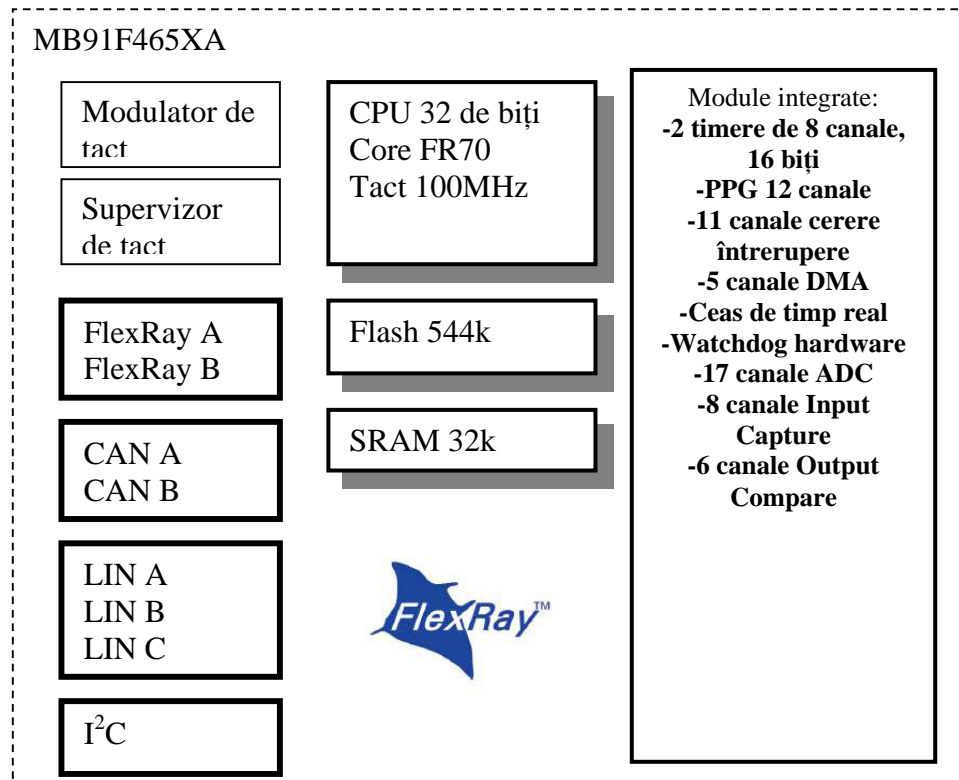 MB91F465XA
Modulator de
tact
Supervizor
de tact
FlexRay A
FlexRay B
CAN A
CAN B
LIN A
LIN B
LIN C
I²C
CPU 32 de biți
Core FR70
Tact 100MHz
Flash 544k
SRAM 32k
FlexRay™
Module integrate:
-2 timere de 8 canale,
16 biți
-PPG 12 canale
-11 canale cerere
întrerupere
-5 canale DMA
-Ceas de timp real
-Watchdog hardware
-17 canale ADC
-8 canale Input
Capture
-6 canale Output
Compare